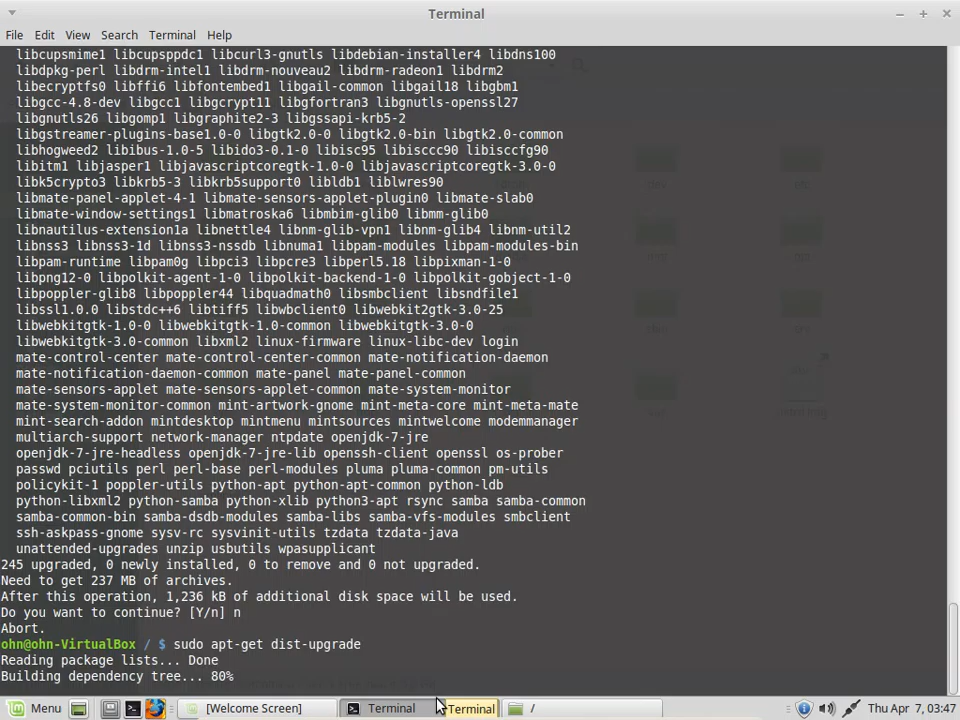 Terminal
File Edit View Search Terminal Help
libcupsmime1 libcupsppdc1 libcurl3-gnutls libdebian-installer4 libdns100
libdpkg-perl libdrm-intel1 libdrm-nouveau2 libdrm-radeon1 libdrm2
libecryptfs0 libffi6 libfontembed1 libgail-common libgail18 libgbm1
libgcc-4.8-dev libgcc1 libgcrypt11 libgfortran3 libgnutls-openssl27
libgnutls26 libgomp1 libgraphite2-3 libgssapi-krb5-2
libgstreamer-plugins-base1.0-0 libgtk2.0-0 libgtk2.0-bin libgtk2.0-common
libhogweed2 libibus-1.0-5 libido3-0.1-0 libisc95 libisccc90 libisccfg90
libitm1 libjasper1 libjavascriptcoregtk-1.0-0 libjavascriptcoregtk-3.0-0
libk5crypto3 libkrb5-3 libkrb5support0 libldb1 liblwres90
libmate-panel-applet-4-1 libmate-sensors-applet-plugin0 libmate-slab0
libmate-window-settings1 libmatroska6 libmbim-glib0 libmm-glib0
libnautilus-extension1a libnettle4 libnm-glib-vpn1 libnm-glib4 libnm-util2
libnss3 libnss3-1d libnss3-nssdb libnuma1 libpam-modules libpam-modules-bin
libpam-runtime libpam0g libpci3 libpcre3 libperl5.18 libpixman-1-0
libpng12-0 libpolkit-agent-1-0 libpolkit-backend-1-0 libpolkit-gobject-1-0
libpoppler-glib8 libpoppler44 libquadmath0 libsmbclient libsndfile1
libssl1.0.0 libstdc++6 libtiff5 libwbclient0 libwebkit2gtk-3.0-25
libwebkitgtk-1.0-0 libwebkitgtk-1.0-common libwebkitgtk-3.0-0
libwebkitgtk-3.0-common libxml2 linux-firmware linux-libc-dev login
mate-control-center mate-control-center-common mate-notification-daemon
mate-notification-daemon-common mate-panel mate-panel-common
mate-sensors-applet mate-sensors-applet-common mate-system-monitor
mate-system-monitor-common mint-artwork-gnome mint-meta-core mint-meta-mate
mint-search-addon mintdesktop mintmenu mintsources mintwelcome modemmanager
multiarch-support network-manager ntpdate openjdk-7-jre
openjdk-7-jre-headless openjdk-7-jre-lib openssh-client openssl os-prober
passwd pciutils perl perl-base perl-modules pluma pluma-common pm-utils
policykit-1 poppler-utils python-apt python-apt-common python-ldb
python-libxml2 python-samba python-xlib python3-apt rsync samba samba-common
samba-common-bin samba-dsdb-modules samba-libs samba-vfs-modules smbclient
ssh-askpass-gnome sysv-rc sysvinit-utils tzdata tzdata-java
unattended-upgrades unzip usbutils wpasupplicant
245 upgraded, 0 newly installed, 0 to remove and 0 not upgraded.
Need to get 237 MB of archives.
After this operation, 1,236 kB of additional disk space will be used.
Do you want to continue? [Y/n] n
Abort.
ohn@ohn-VirtualBox / $ sudo apt-get dist-upgrade
Reading package lists... Done
Building dependency tree... 80%
Menu [Welcome Screen] Terminal Terminal / Thu Apr 7, 03:47